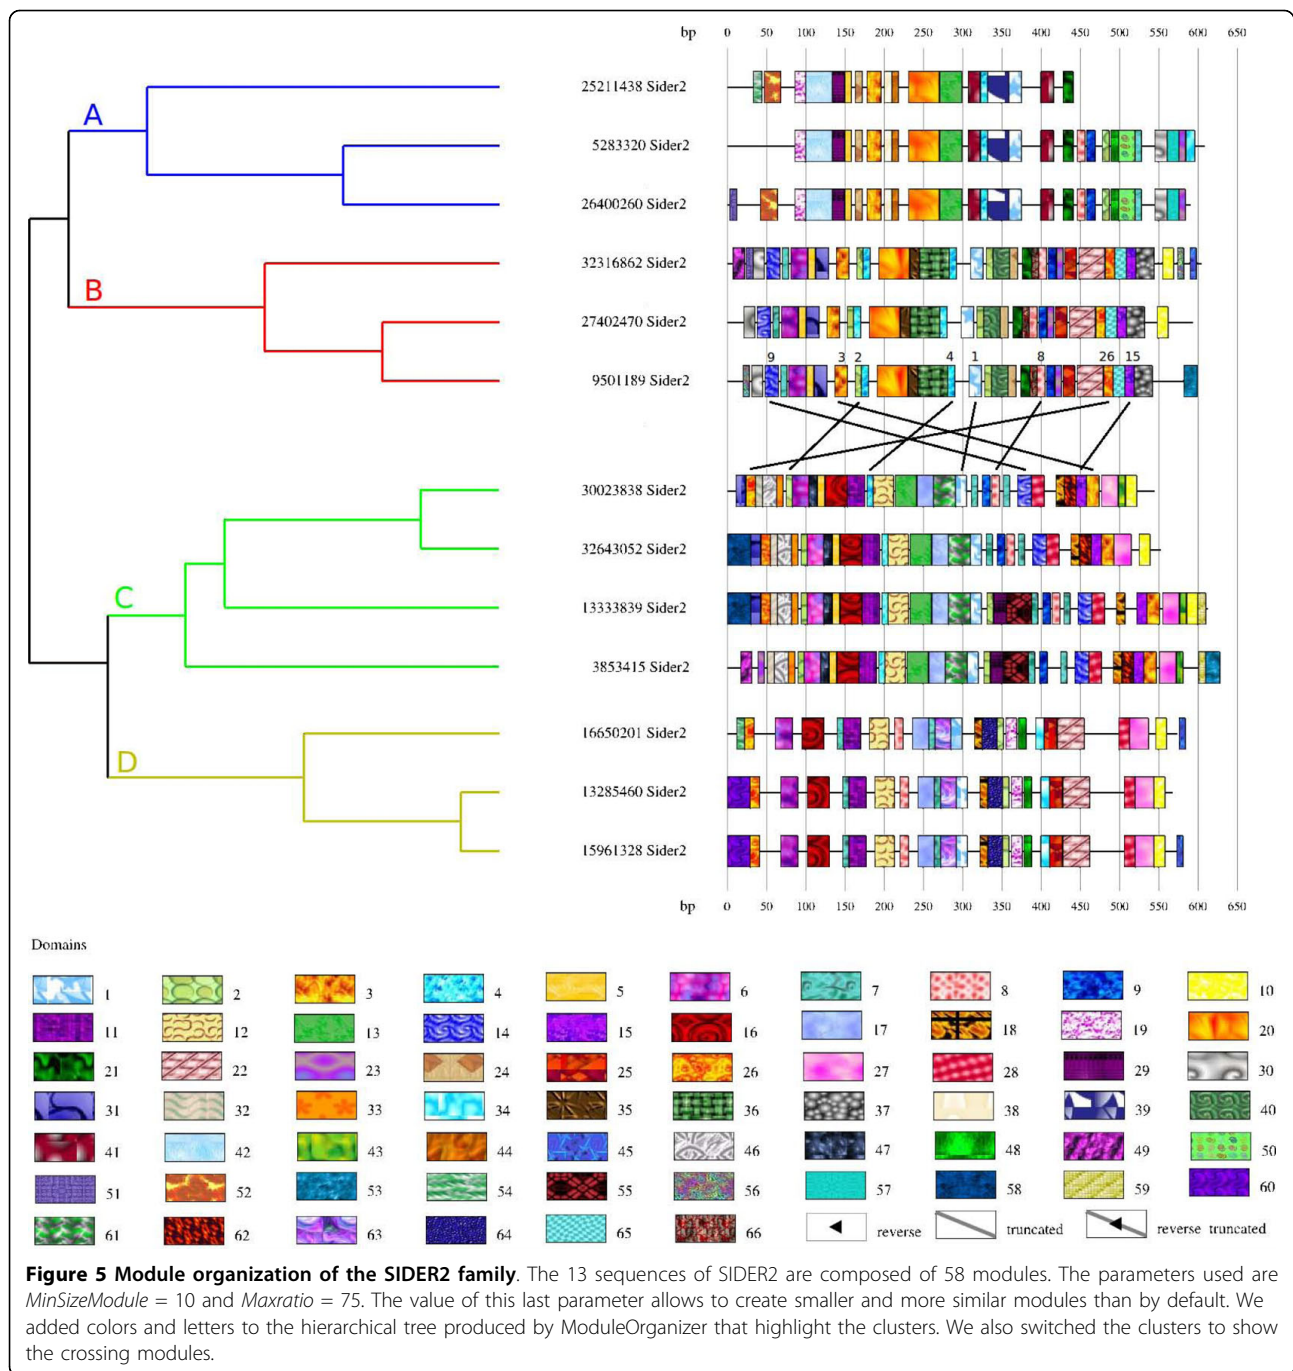 bp 0 50 100 150 200 250 300 350 400 450 500 550 600 650
25211438 Sider2
A
5283320 Sider2
26400260 Sider2
32316862 Sider2
B
27402470 Sider2
9 3 2 4 1 8 26 15
9501189 Sider2
30023838 Sider2
32643052 Sider2
C
13333839 Sider2
3853415 Sider2
16650201 Sider2
D
13285460 Sider2
15961328 Sider2
bp 0 50 100 150 200 250 300 350 400 450 500 550 600 650
Domains
1 2 3 4 5 6 7 8 9 10
11 12 13 14 15 16 17 18 19 20
21 22 23 24 25 26 27 28 29 30
31 32 33 34 35 36 37 38 39 40
41 42 43 44 45 46 47 48 49 50
51 52 53 54 55 56 57 58 59 60
61 62 63 64 65 66 reverse truncated reverse truncated
Figure 5 Module organization of the SIDER2 family. The 13 sequences of SIDER2 are composed of 58 modules. The parameters used are
MinSizeModule = 10 and Maxratio = 75. The value of this last parameter allows to create smaller and more similar modules than by default. We
added colors and letters to the hierarchical tree produced by ModuleOrganizer that highlight the clusters. We also switched the clusters to show
the crossing modules.